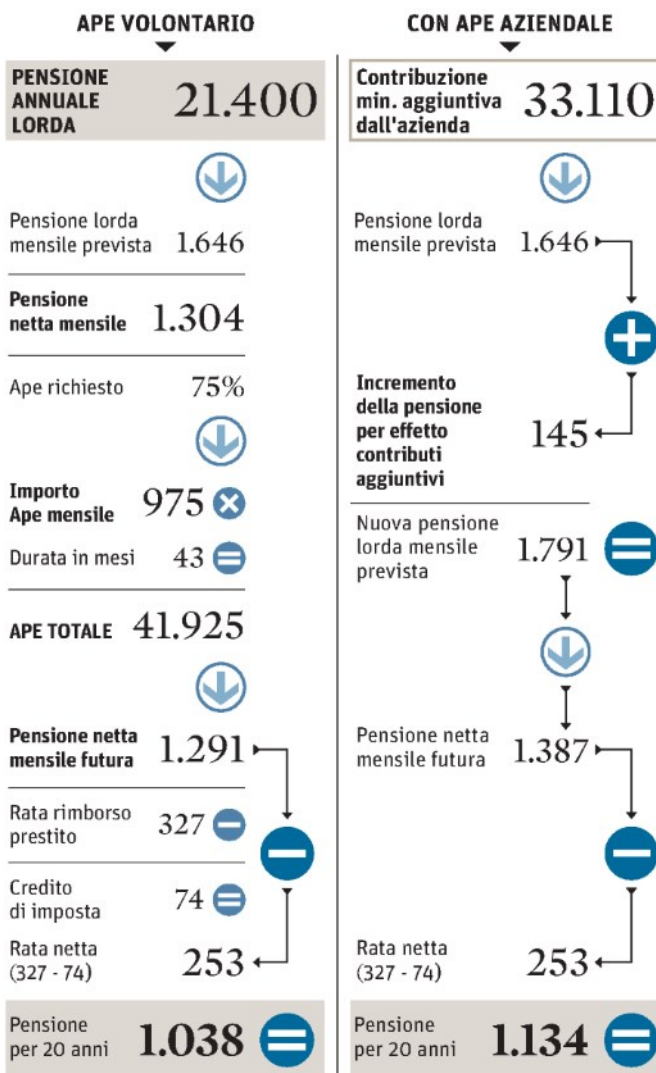 APE VOLONTARIO
PENSIONE
ANNUALE
LORDA
21.400
Pensione lorda
mensile prevista 1.646
Pensione
netta mensile 1.304
Ape richiesto 75%
Importo
Ape mensile 975 ×
Durata in mesi 43 =
APE TOTALE 41.925
Pensione netta
mensile futura 1.291
−
Rata rimborso
prestito 327 −
Credito
di imposta 74 =
Rata netta
(327 - 74) 253
Pensione
per 20 anni 1.038 =
CON APE AZIENDALE
Contribuzione
min. aggiuntiva
dall'azienda
33.110
Pensione lorda
mensile prevista 1.646
+
Incremento
della pensione
per effetto
contributi
aggiuntivi
145
Nuova pensione
lorda mensile
prevista
1.791 =
Pensione netta
mensile futura 1.387
−
Rata netta
(327 - 74) 253
Pensione
per 20 anni 1.134 =